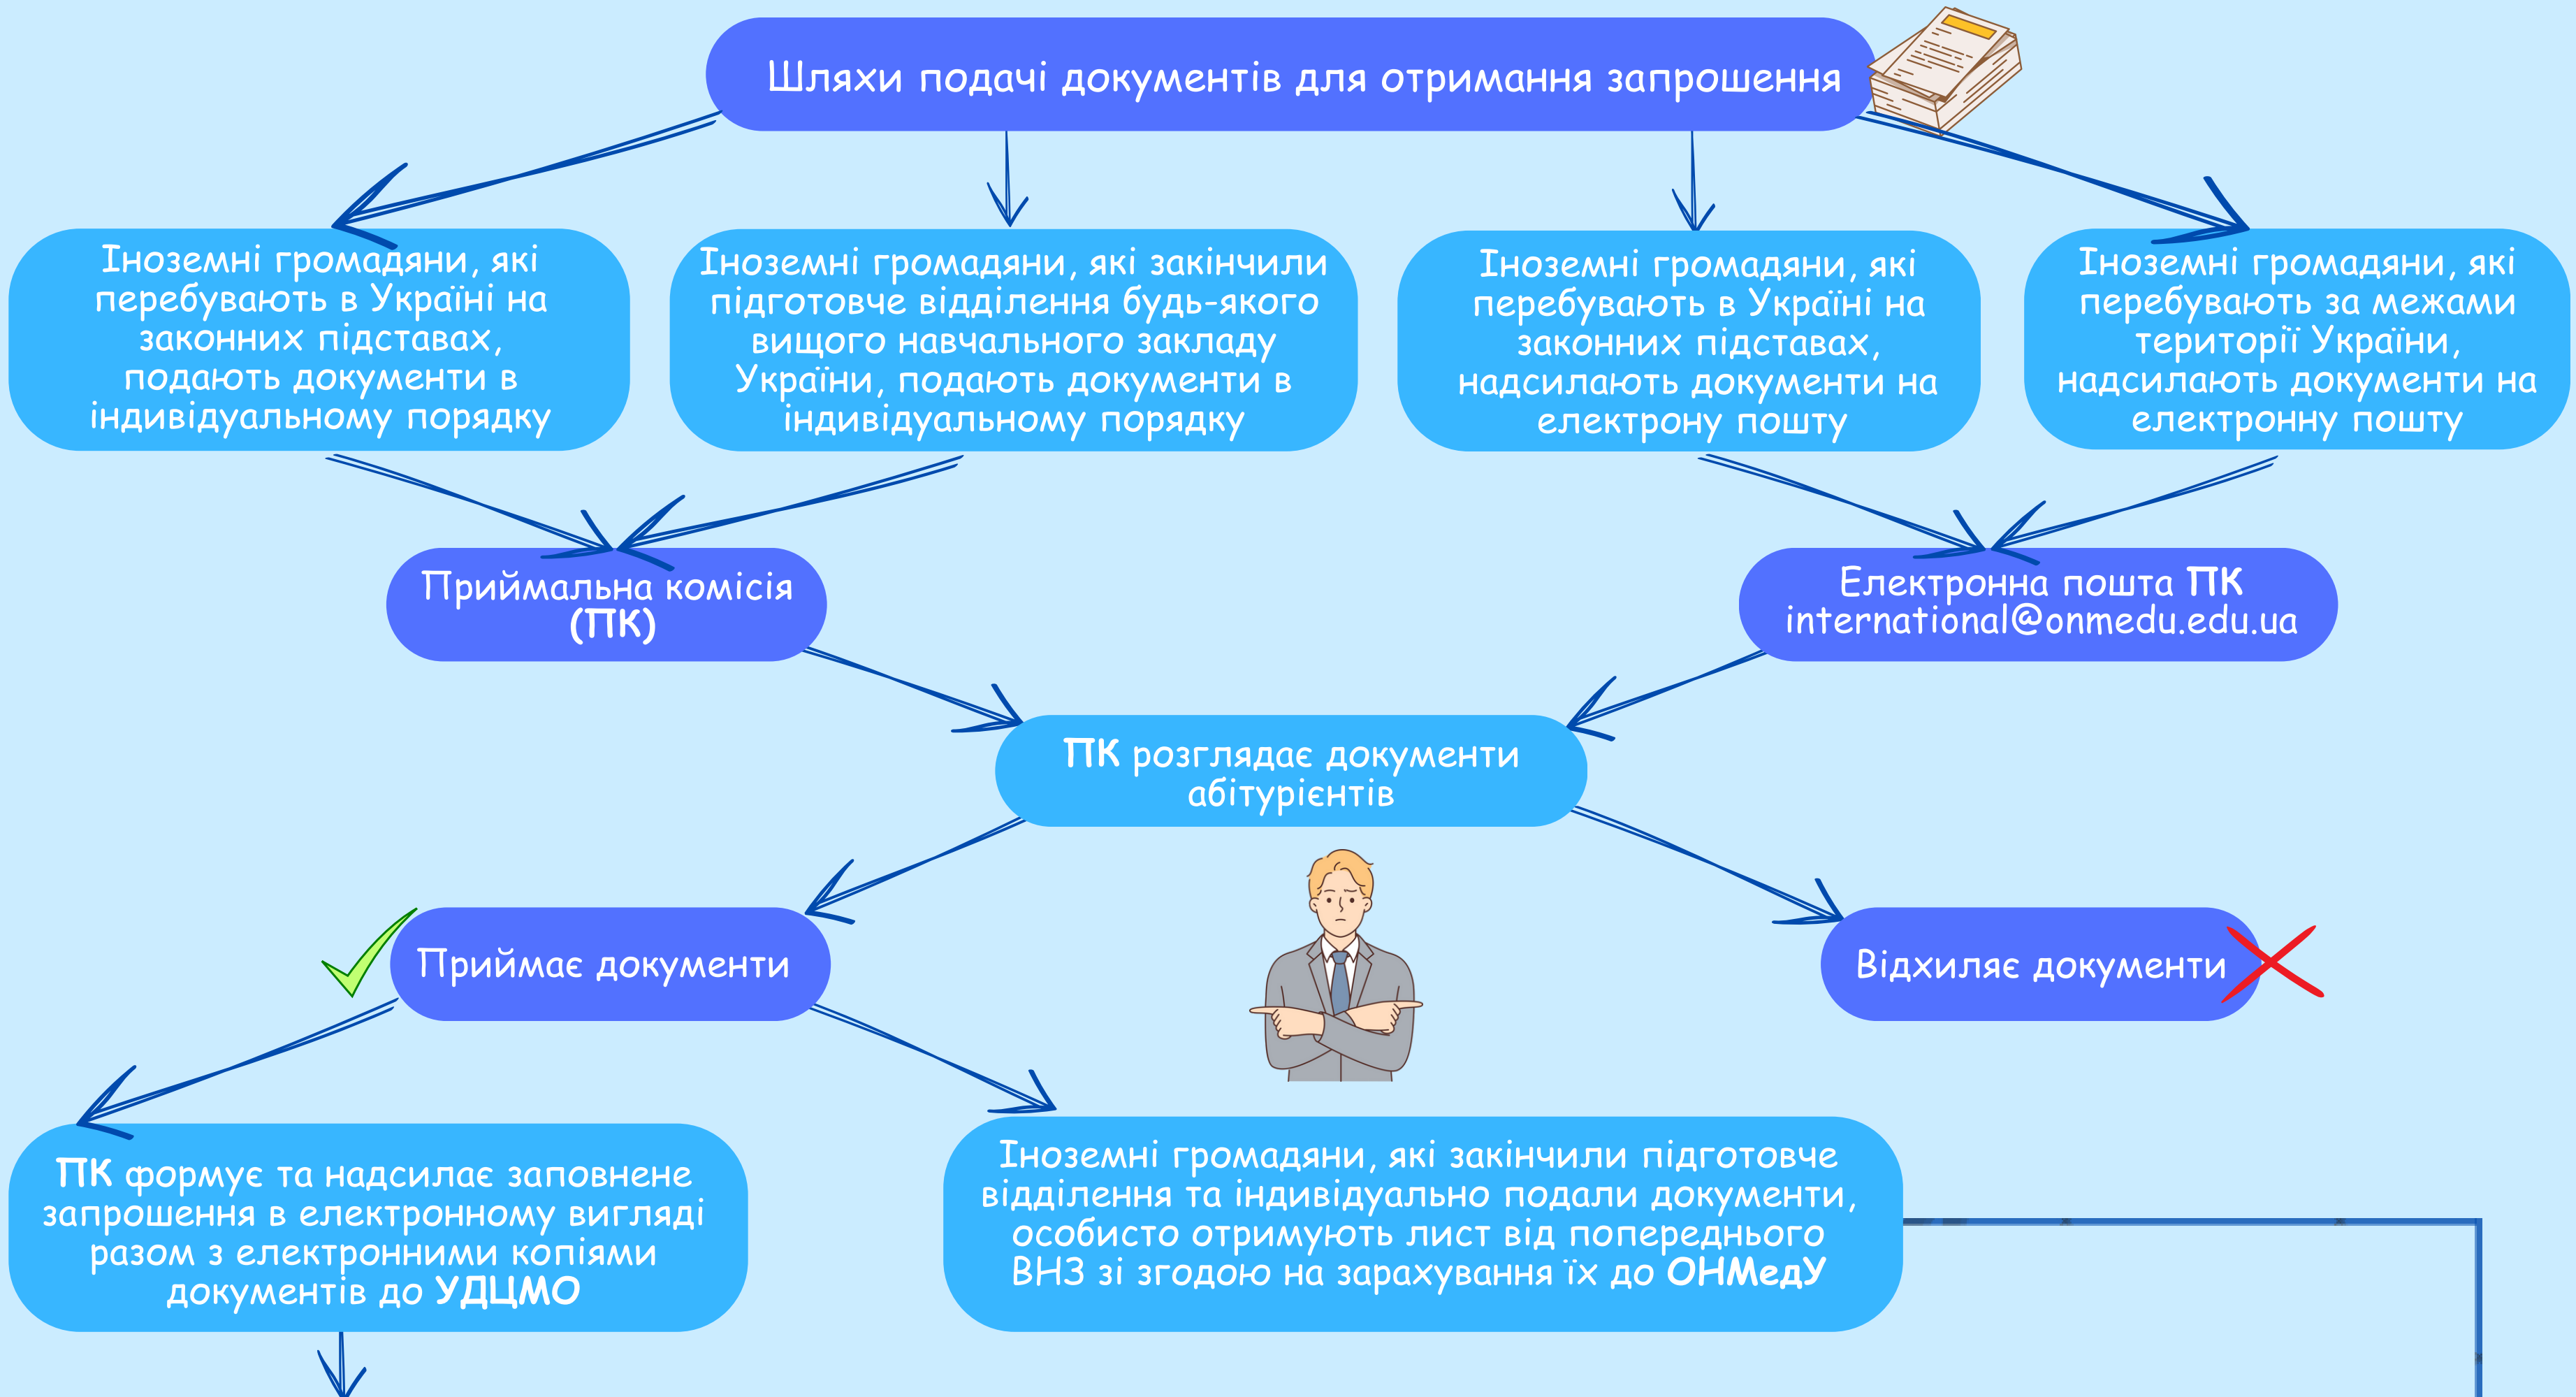 Шляхи подачі документів для отримання запрошення
Іноземні громадяни, які
перебувають в Україні на
законних підставах,
подають документи в
індивідуальному порядку
Іноземні громадяни, які закінчили
підготовче відділення будь-якого
вищого навчального закладу
України, подають документи в
індивідуальному порядку
Іноземні громадяни, які
перебувають в Україні на
законних підставах,
надсилають документи на
електрону пошту
Іноземні громадяни, які
перебувають за межами
території України,
надсилають документи на
електронну пошту
Приймальна комісія
(ПК)
Електронна пошта ПК
international@onmedu.edu.ua
ПК розглядає документи
абітурієнтів
Приймає документи
Відхиляє документи
ПК формує та надсилає заповнене
запрошення в електронному вигляді
разом з електронними копіями
документів до УДЦМО
Іноземні громадяни, які закінчили підготовче
відділення та індивідуально подали документи,
особисто отримують лист від попереднього
ВНЗ зі згодою на зарахування їх до ОНМедУ